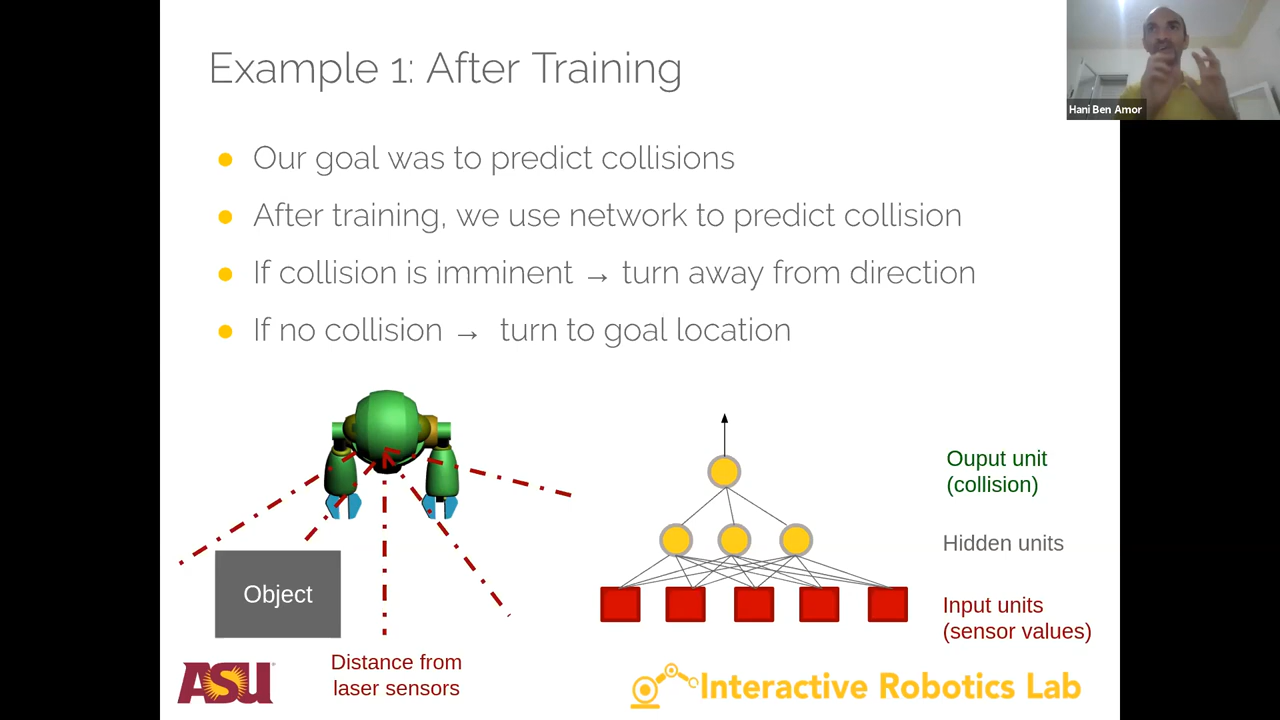 Example 1: After Training
Hani Ben Amor
● Our goal was to predict collisions
● After training, we use network to predict collision
● If collision is imminent → turn away from direction
● If no collision → turn to goal location
Object
Distance from
laser sensors
Ouput unit
(collision)
Hidden units
Input units
(sensor values)
ASU
Interactive Robotics Lab